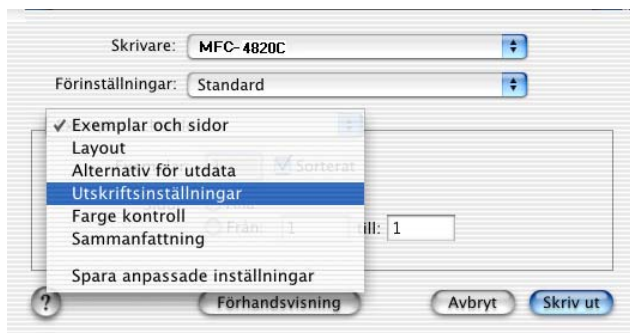 Skrivare: MFC-4820C
Förinställningar: Standard
✓ Exemplar och sidor
Layout
Alternativ för utdata
Sorterat
Utskriftsinställningar
Farge kontroll
Från: 1 till: 1
Sammanfattning
Spara anpassade inställningar
? Förhandsvisning Avbryt Skriv ut